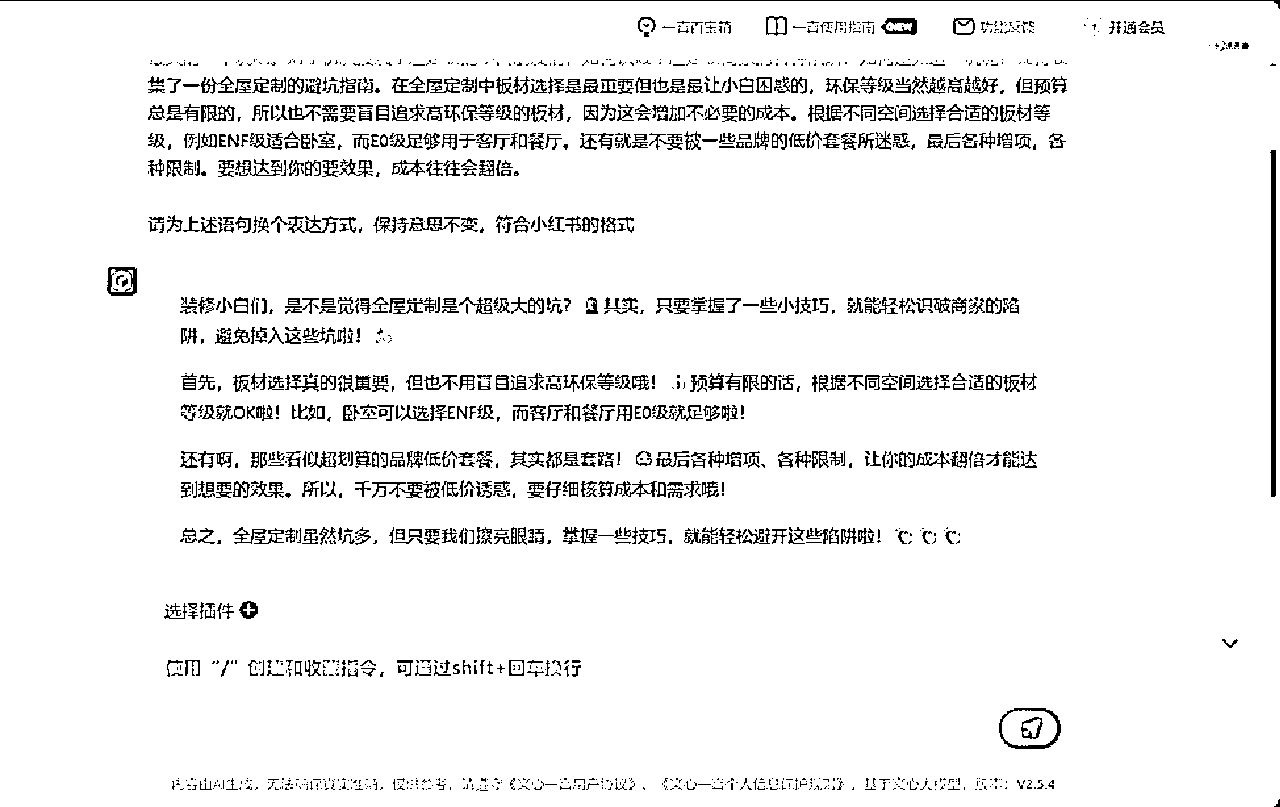 一言百宝箱 一言使用指南 NEW 功能反馈 开通会员
集了一份全屋定制的避坑指南。在全屋定制中板材选择是最重要但也是最让小白困惑的，环保等级当然越高越好，但预算
总是有限的，所以也不需要盲目追求高环保等级的板材，因为这会增加不必要的成本。根据不同空间选择合适的板材等
级，例如ENF级适合卧室，而E0级足够用于客厅和餐厅。还有就是不要被一些品牌的低价套餐所迷惑，最后各种增项，各
种限制。要想达到你的要效果，成本往往会翻倍。
请为上述语句换个表达方式，保持意思不变，符合小红书的格式
装修小白们，是不是觉得全屋定制是个超级大的坑？其实，只要掌握了一些小技巧，就能轻松识破商家的陷
阱，避免掉入这些坑啦！
首先，板材选择真的很重要，但也不用盲目追求高环保等级哦！预算有限的话，根据不同空间选择合适的板材
等级就OK啦！比如，卧室可以选择ENF级，而客厅和餐厅用E0级就足够啦！
还有啊，那些看似超划算的品牌低价套餐，其实都是套路！最后各种增项、各种限制，让你的成本翻倍才能达
到想要的效果。所以，千万不要被低价诱惑，要仔细核算成本和需求哦！
总之，全屋定制虽然坑多，但只要我们擦亮眼睛，掌握一些技巧，就能轻松避开这些陷阱啦！
选择插件
使用“/”创建和收藏指令，可通过shift+回车换行
内容由AI生成，无法确保真实准确，仅供参考，请遵守《文心一言用户协议》、《文心一言个人信息保护规则》，基于文心大模型，版本：V2.5.4